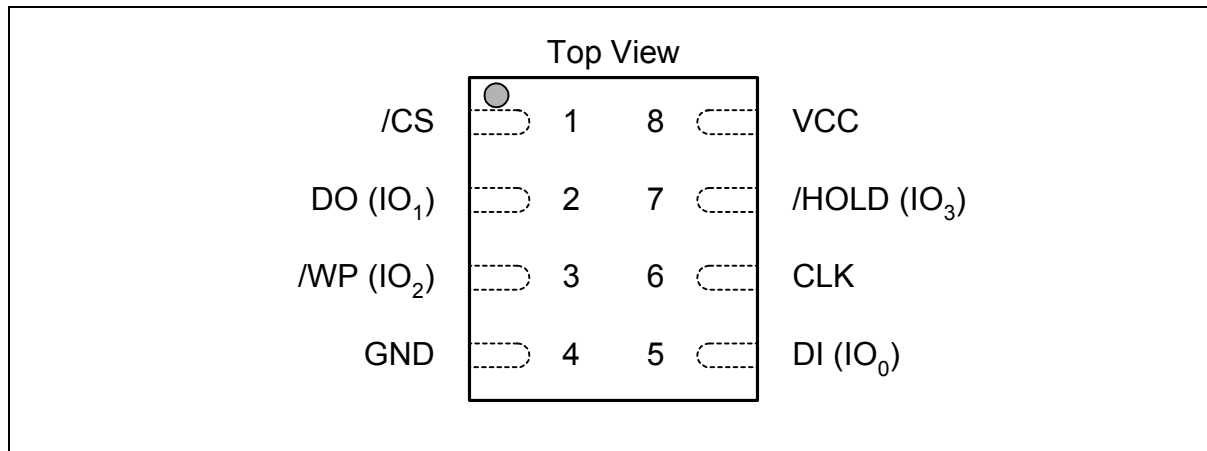 Top View
/CS 1 8 VCC
DO (IO₁) 2 7 /HOLD (IO₃)
/WP (IO₂) 3 6 CLK
GND 4 5 DI (IO₀)